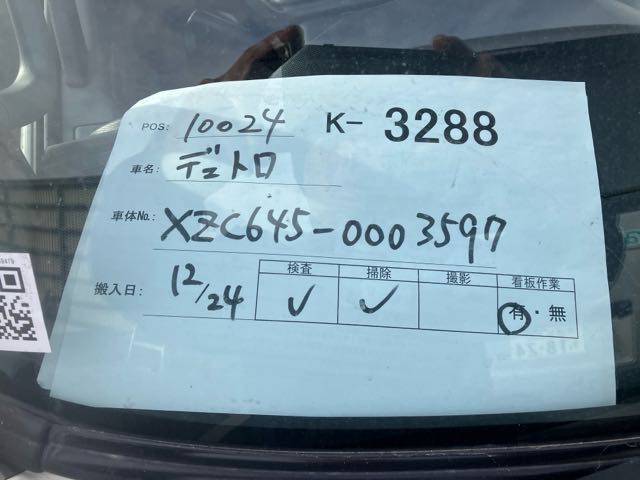 POS: 10024 K-3288
車名: デュトロ
車体No.: XZC645-0003597
検査 掃除 撮影 看板作業
搬入日: 12/24 ✓ ✓ 有・無